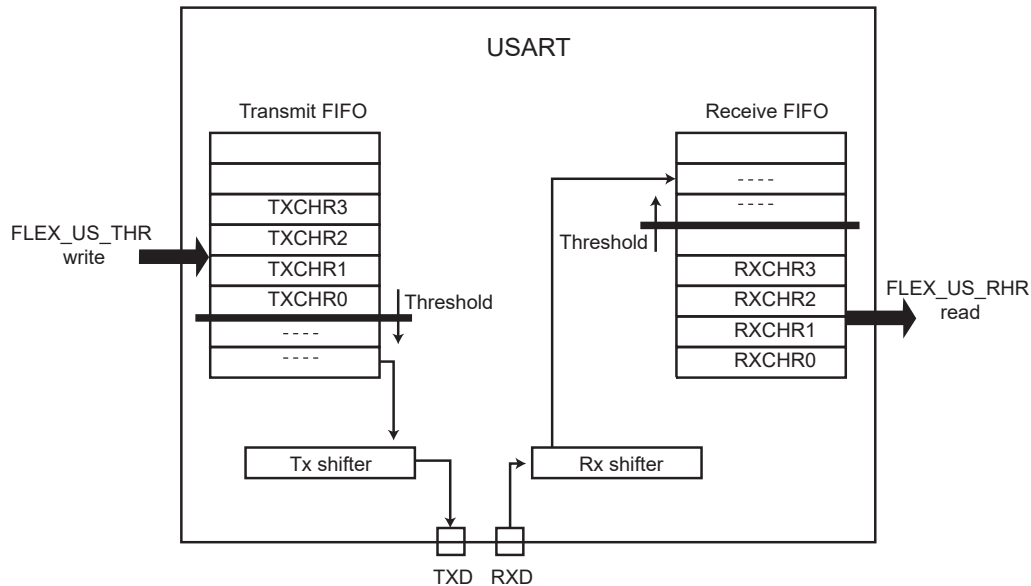 USART
Transmit FIFO
Receive FIFO
TXCHR3
TXCHR2
TXCHR1
TXCHR0
- - - -
- - - -
FLEX_US_THR
write
Threshold
- - - -
- - - -
Threshold
RXCHR3
RXCHR2
RXCHR1
RXCHR0
FLEX_US_RHR
read
Tx shifter
Rx shifter
TXD
RXD